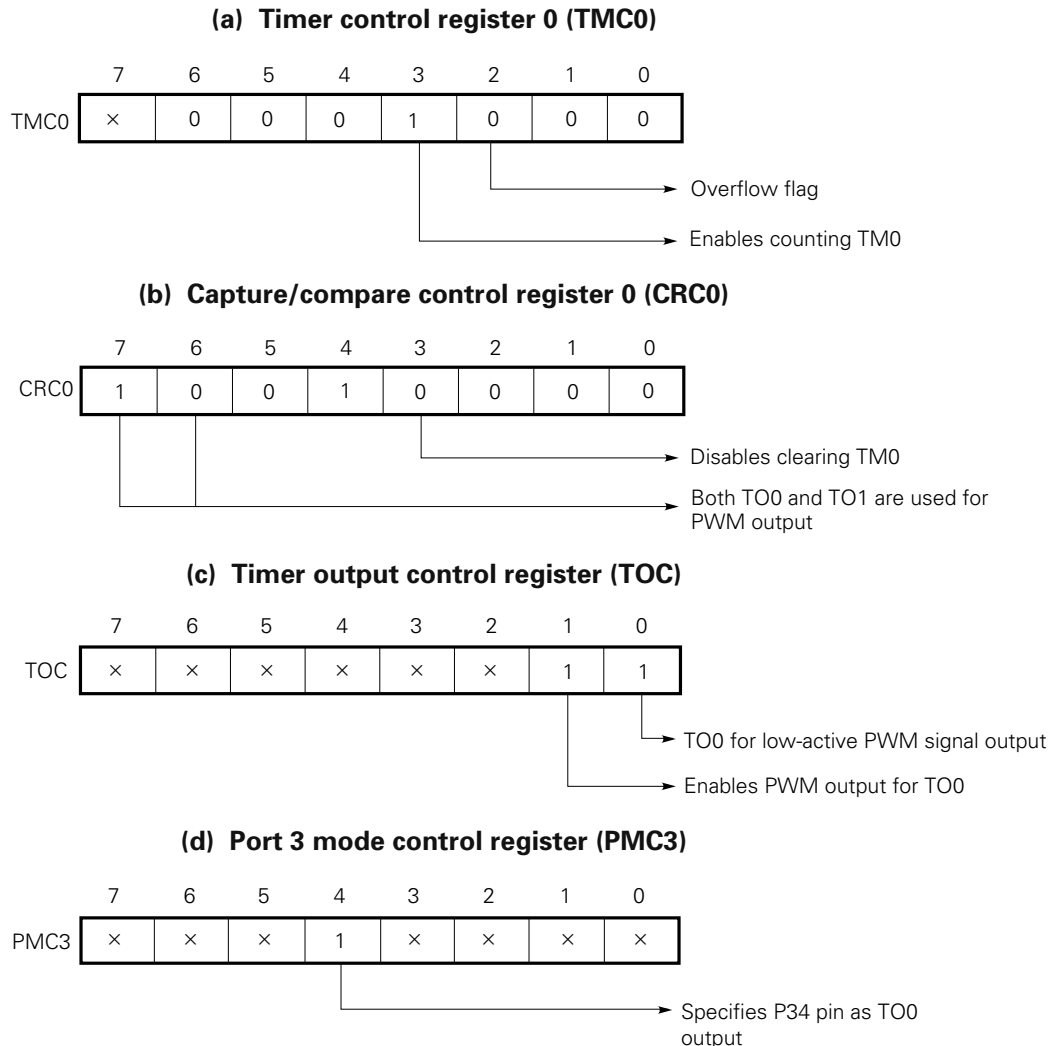 (a) Timer control register 0 (TMC0)
7 6 5 4 3 2 1 0
TMC0 × 0 0 0 1 0 0 0
Overflow flag
Enables counting TM0
(b) Capture/compare control register 0 (CRC0)
7 6 5 4 3 2 1 0
CRC0 1 0 0 1 0 0 0 0
Disables clearing TM0
Both TO0 and TO1 are used for
PWM output
(c) Timer output control register (TOC)
7 6 5 4 3 2 1 0
TOC × × × × × × 1 1
TO0 for low-active PWM signal output
Enables PWM output for TO0
(d) Port 3 mode control register (PMC3)
7 6 5 4 3 2 1 0
PMC3 × × × 1 × × × ×
Specifies P34 pin as TO0
output